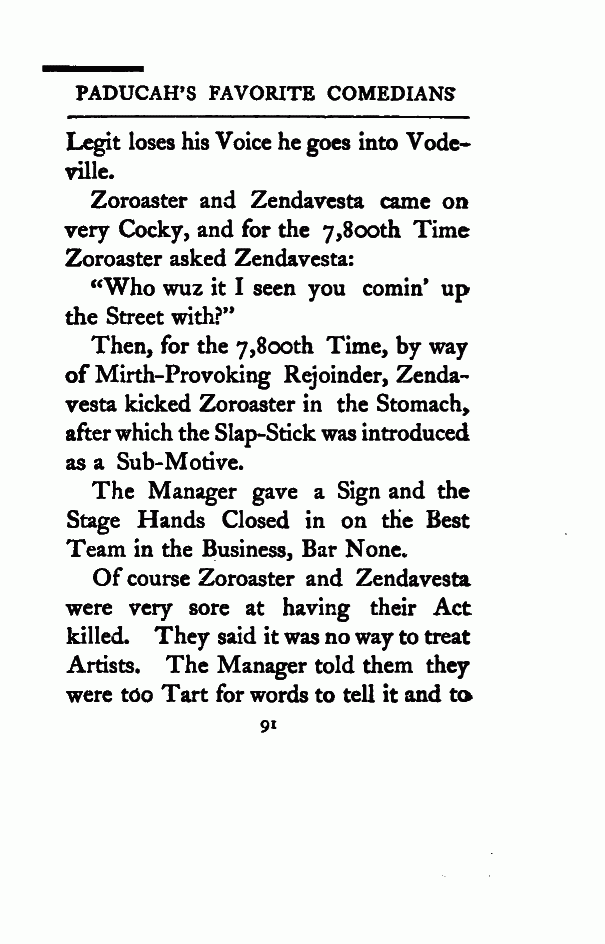 PADUCAH'S FAVORITE COMEDIANS
Legit loses his Voice he goes into Vode-
ville.
Zoroaster and Zendavesta came on
very Cocky, and for the 7,800th Time
Zoroaster asked Zendavesta:
“Who wuz it I seen you comin' up
the Street with?”
Then, for the 7,800th Time, by way
of Mirth-Provoking Rejoinder, Zenda-
vesta kicked Zoroaster in the Stomach,
after which the Slap-Stick was introduced
as a Sub-Motive.
The Manager gave a Sign and the
Stage Hands Closed in on the Best
Team in the Business, Bar None.
Of course Zoroaster and Zendavesta
were very sore at having their Act
killed. They said it was no way to treat
Artists. The Manager told them they
were too Tart for words to tell it and to
91